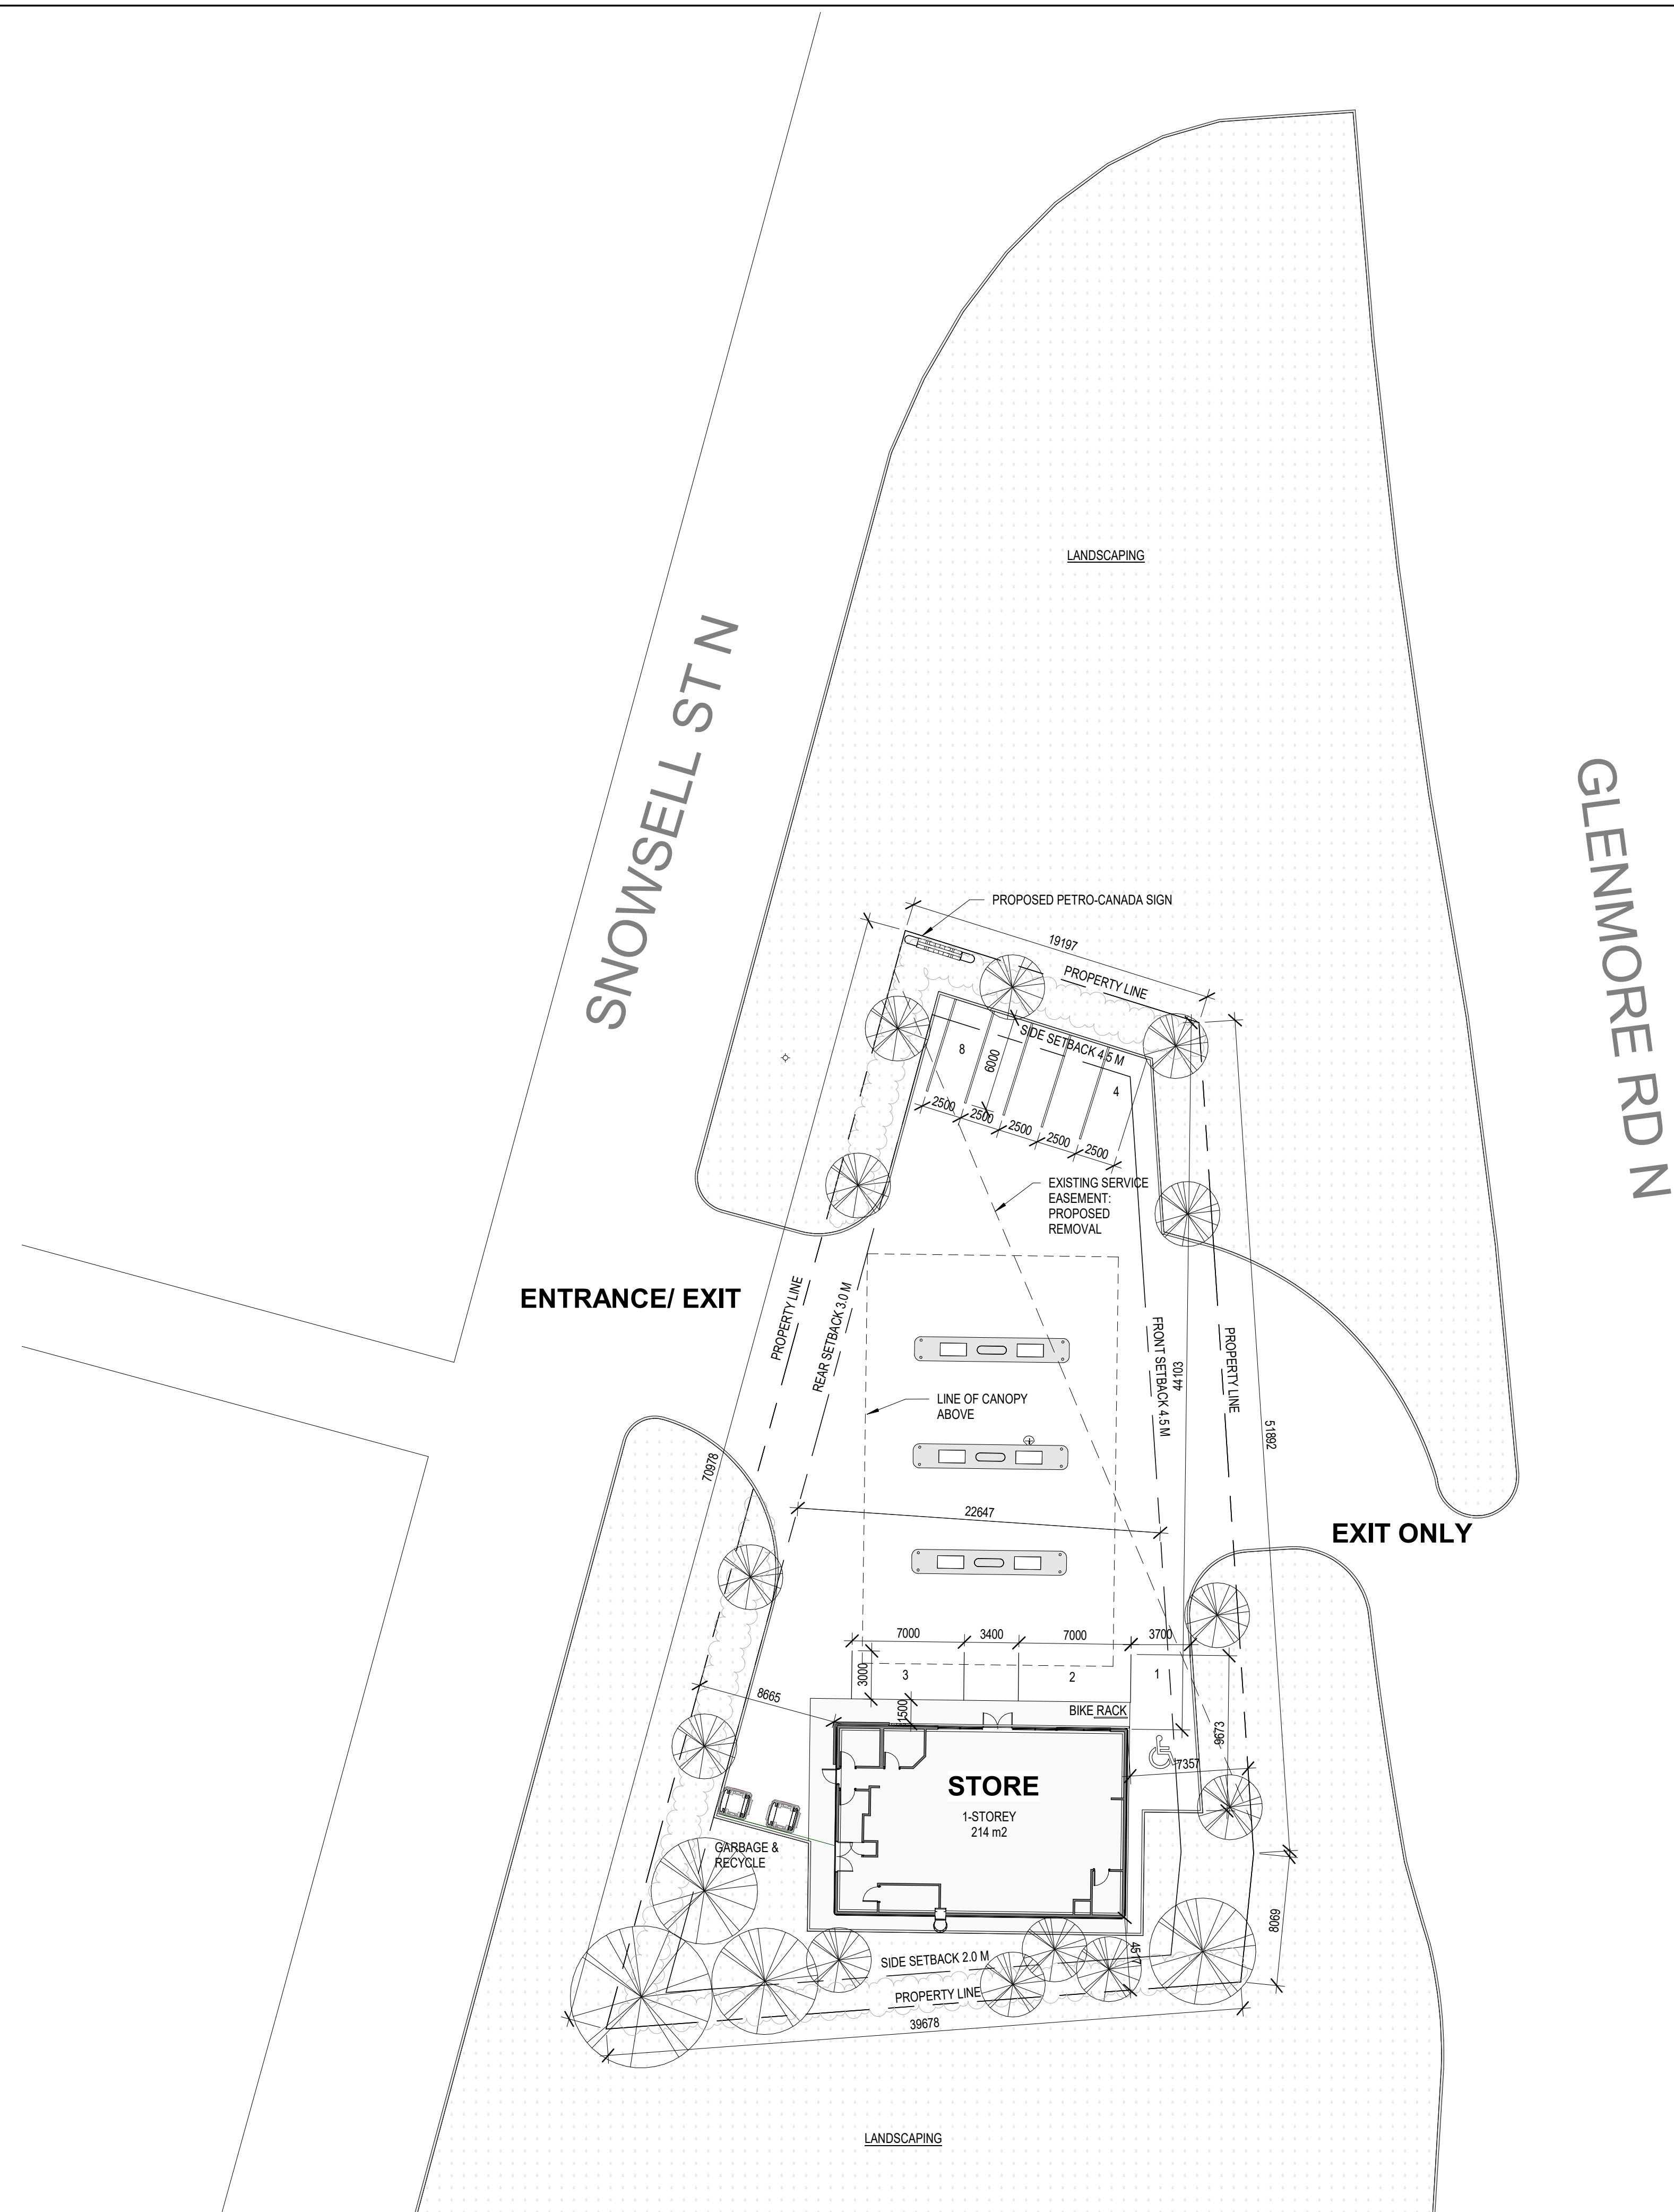 LANDSCAPING
SNOWSELL ST N
GLENMORE RD N
PROPOSED PETRO-CANADA SIGN
19197
PROPERTY LINE
SIDE SETBACK 4.5 M
8
6000
4
2500
2500
2500
2500
2500
EXISTING SERVICE
EASEMENT:
PROPOSED
REMOVAL
ENTRANCE/ EXIT
PROPERTY LINE
REAR SETBACK 3.0 M
FRONT SETBACK 4.5 M
44103
PROPERTY LINE
LINE OF CANOPY
ABOVE
51892
70978
22647
EXIT ONLY
7000
3400
7000
3700
3000
3
2
1
8665
1500
BIKE RACK
9673
7357
STORE
1-STOREY
214 m2
GARBAGE &
RECYCLE
8069
4517
SIDE SETBACK 2.0 M
PROPERTY LINE
39678
LANDSCAPING